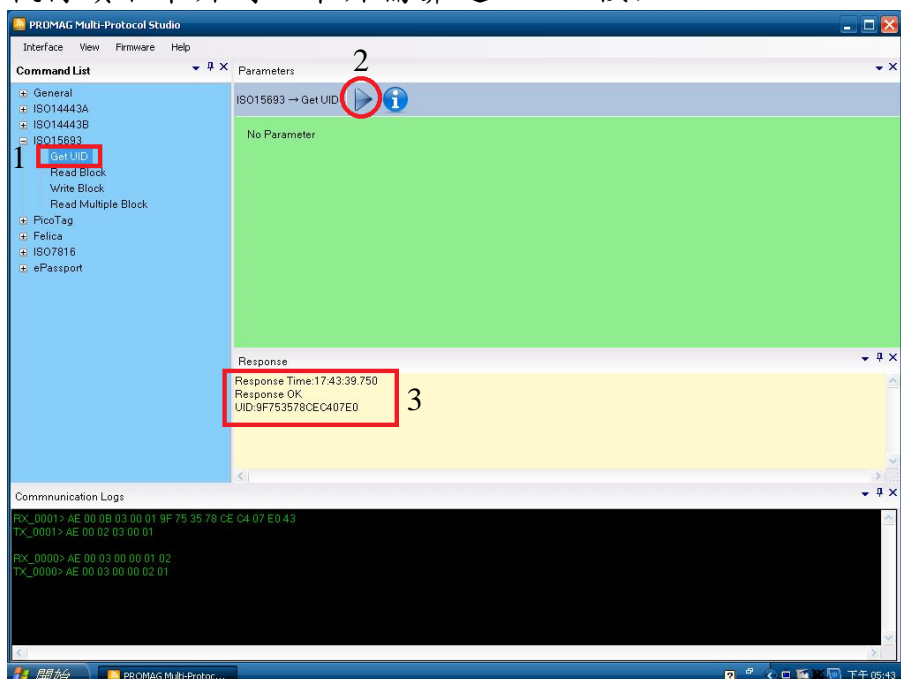 PROMAG Multi-Protocol Studio
Interface View Firmware Help
Command List
Parameters
2
General
ISO14443A
ISO14443B
ISO15693
1
Get UID
Read Block
Write Block
Read Multiple Block
PicoTag
Felica
ISO7816
ePassport
ISO15693 → Get UID
No Parameter
Response
Response Time:17:43:39.750
Response OK
UID:9F753578CEC407E0
3
Commnunication Logs
RX_0001> AE 00 0B 03 00 01 9F 75 35 78 CE C4 07 E0 43
TX_0001> AE 00 02 03 00 01
RX_0000> AE 00 03 00 00 01 02
TX_0000> AE 00 03 00 00 02 01
開始
PROMAG Multi-Protoc...
下午 05:43